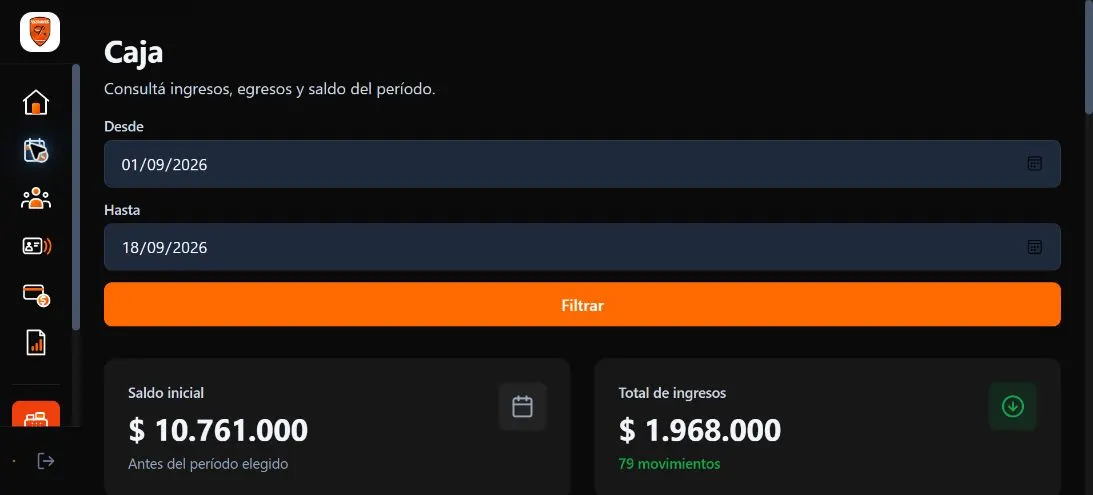 Caja
Consultá ingresos, egresos y saldo del período.
Desde
01/09/2026
Hasta
18/09/2026
Filtrar
Saldo inicial
$ 10.761.000
Antes del período elegido
Total de ingresos
$ 1.968.000
79 movimientos